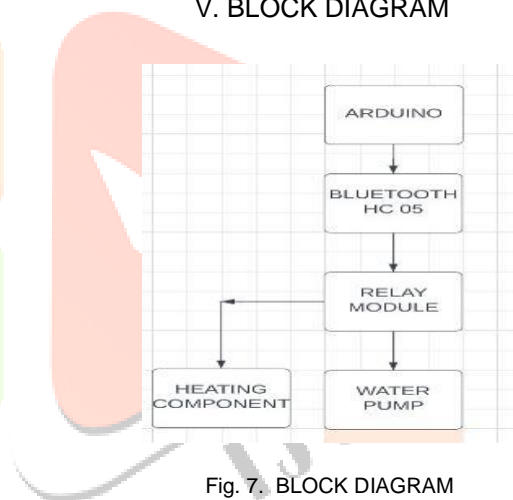 V. BLOCK DIAGRAM
ARDUINO
BLUETOOTH
HC 05
RELAY
MODULE
HEATING
COMPONENT
WATER
PUMP
Fig. 7. BLOCK DIAGRAM